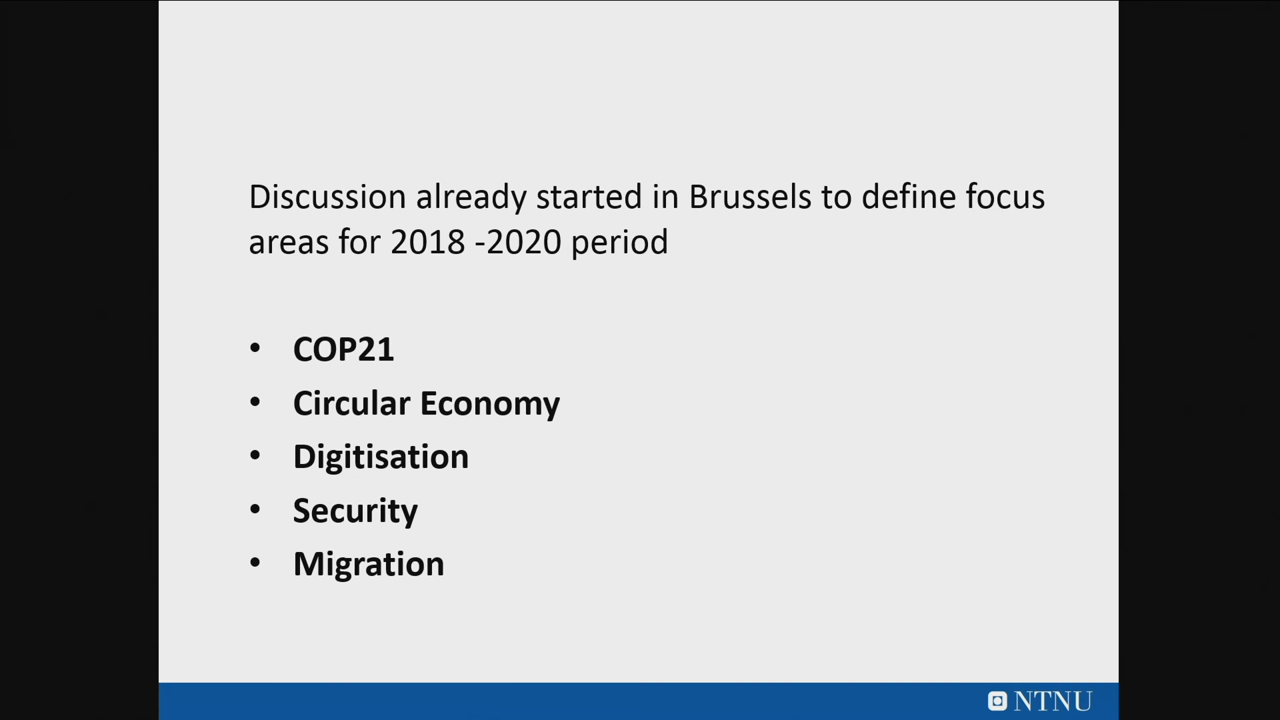 Discussion already started in Brussels to define focus
areas for 2018 -2020 period
• COP21
• Circular Economy
• Digitisation
• Security
• Migration
NTNU